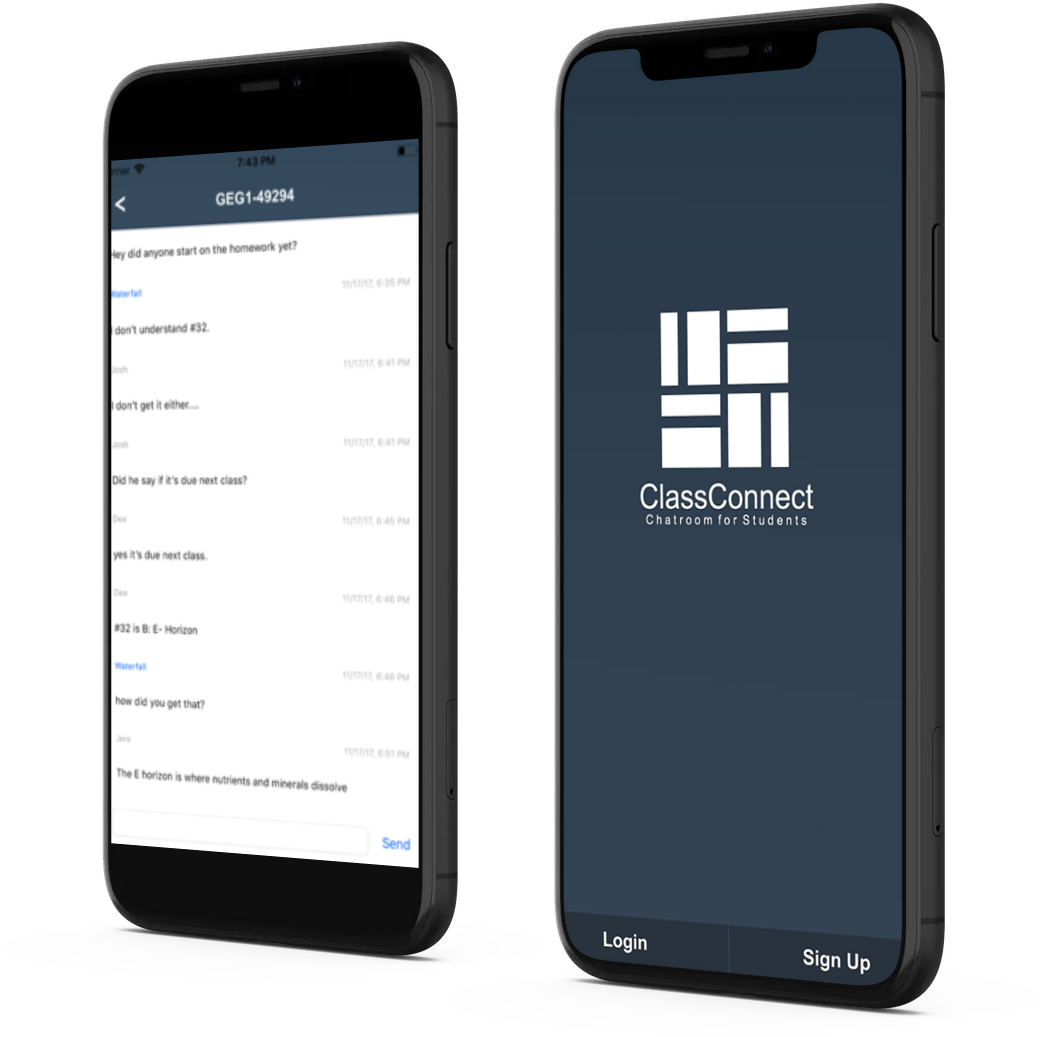 rrier
7:43 PM
<
GEG1-49294
Hey did anyone start on the homework yet?
Waterfall
11/17/17, 6:35 PM
I don't understand #32.
Josh
11/17/17, 6:41 PM
I don't get it either....
Josh
11/17/17, 6:41 PM
Did he say if it's due next class?
Dee
11/17/17, 6:45 PM
yes it's due next class.
Dee
11/17/17, 6:46 PM
#32 is B: E- Horizon
Waterfall
11/17/17, 6:46 PM
how did you get that?
Jere
11/17/17, 6:51 PM
The E horizon is where nutrients and minerals dissolve
Send
ClassConnect
Chatroom for Students
Login
Sign Up